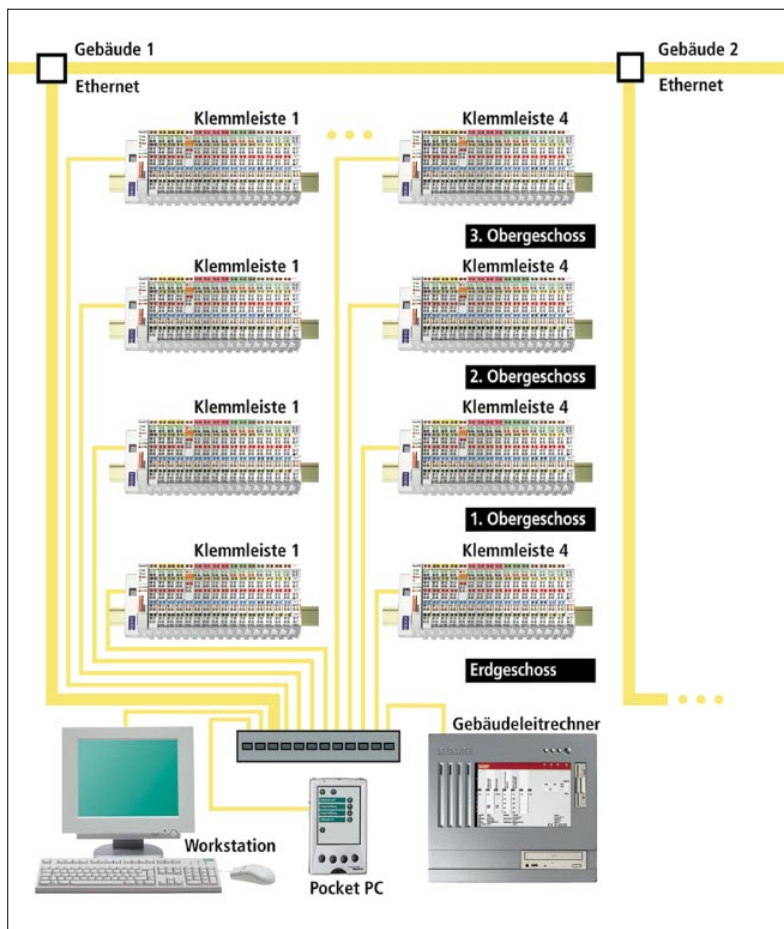 Gebäude 1
Gebäude 2
Ethernet
Ethernet
Klemmleiste 1
Klemmleiste 4
3. Obergeschoss
Klemmleiste 1
Klemmleiste 4
2. Obergeschoss
Klemmleiste 1
Klemmleiste 4
1. Obergeschoss
Klemmleiste 1
Klemmleiste 4
Erdgeschoss
Gebäudeleitrechner
Workstation
Pocket PC